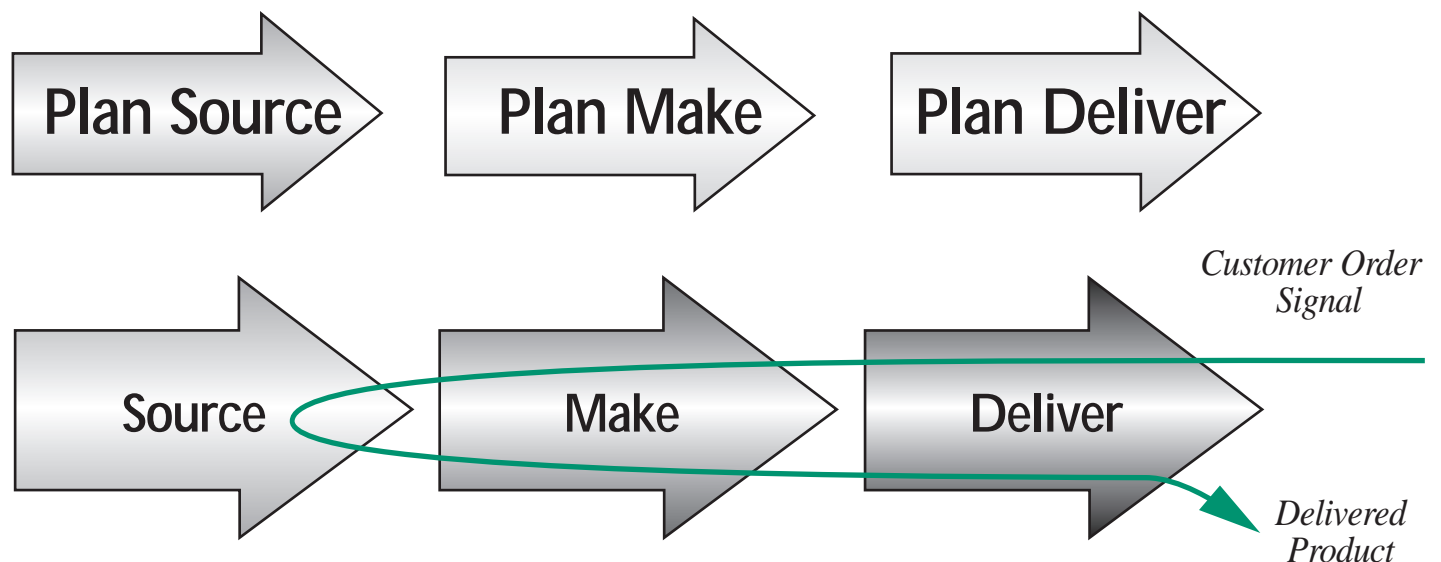 Plan Source
Plan Make
Plan Deliver
Customer Order
Signal
Source
Make
Deliver
Delivered
Product